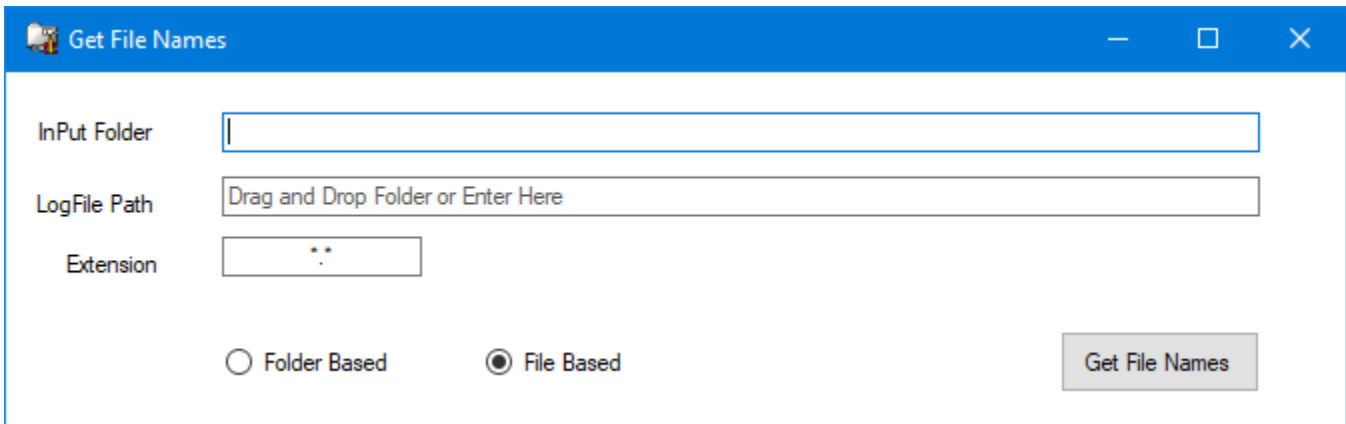 Get File Names
InPut Folder
LogFile Path Drag and Drop Folder or Enter Here
Extension *.*
Folder Based File Based Get File Names